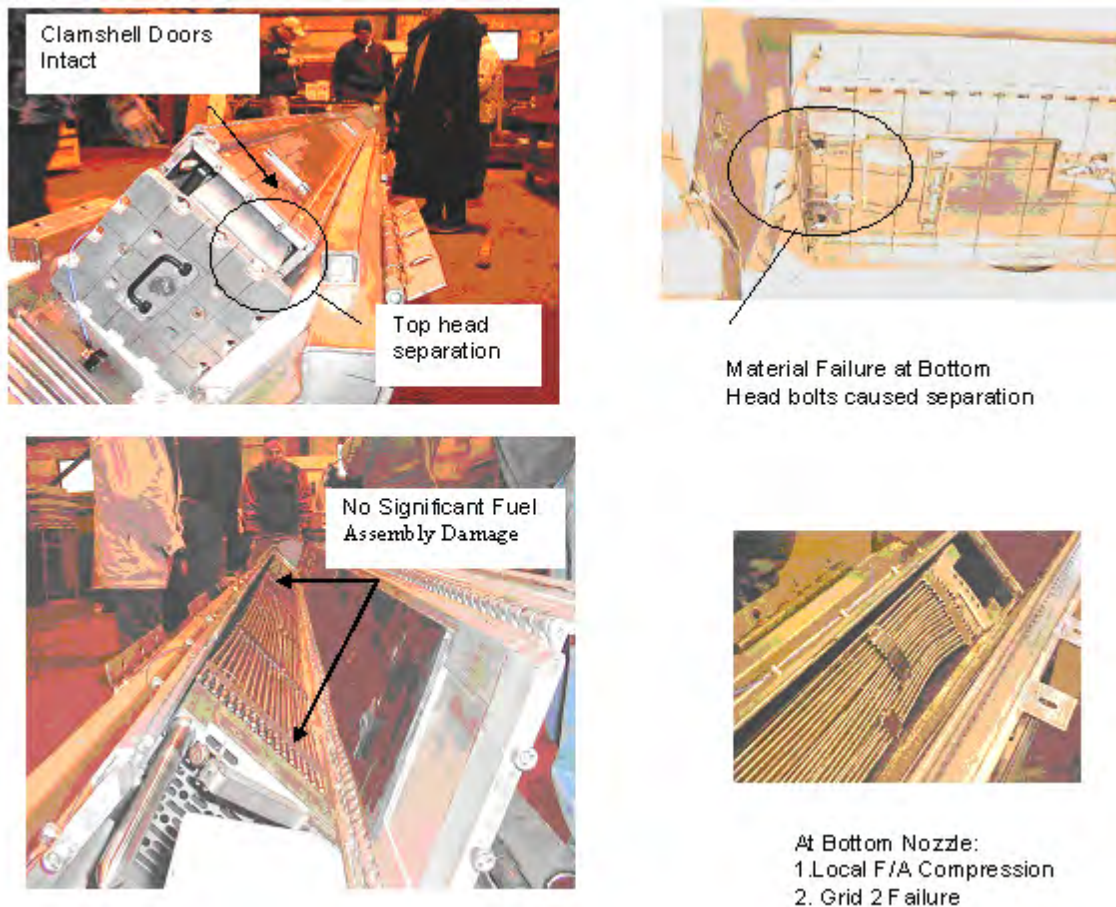 Clamshell Doors
Intact
Top head
separation
Material Failure at Bottom
Head bolts caused separation
No Significant Fuel
Assembly Damage
At Bottom Nozzle:
1.Local F/A Compression
2. Grid 2 Failure